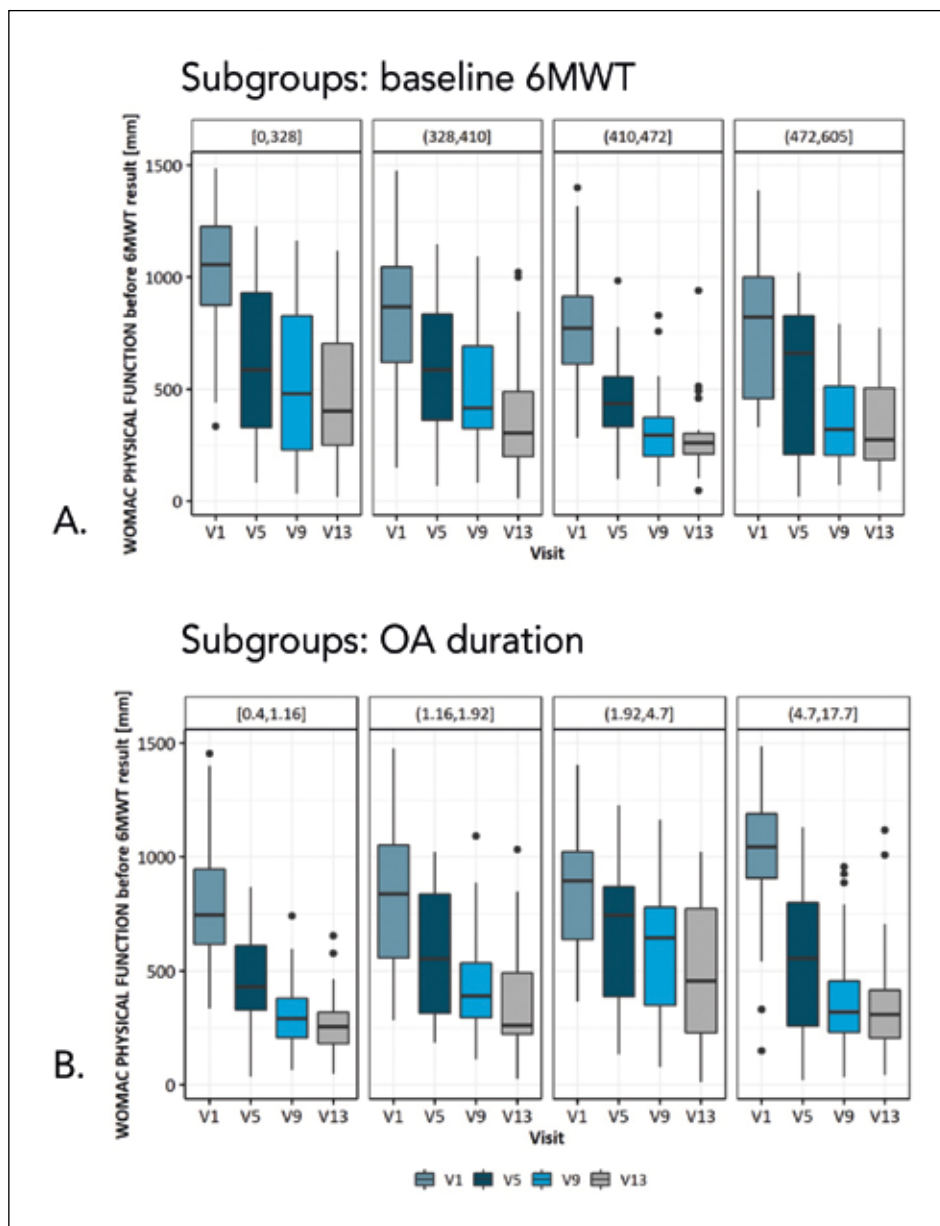 Subgroups: baseline 6MWT
WOMAC PHYSICAL FUNCTION before 6MWT result [mm]
[0,328] (328,410] (410,472] (472,605]
1500
1000
500
0
V1 V5 V9 V13 V1 V5 V9 V13 V1 V5 V9 V13 V1 V5 V9 V13
Visit
A.
Subgroups: OA duration
WOMAC PHYSICAL FUNCTION before 6MWT result [mm]
[0.4,1.16] (1.16,1.92] (1.92,4.7] (4.7,17.7]
1500
1000
500
0
V1 V5 V9 V13 V1 V5 V9 V13 V1 V5 V9 V13 V1 V5 V9 V13
Visit
B.
V1 V5 V9 V13